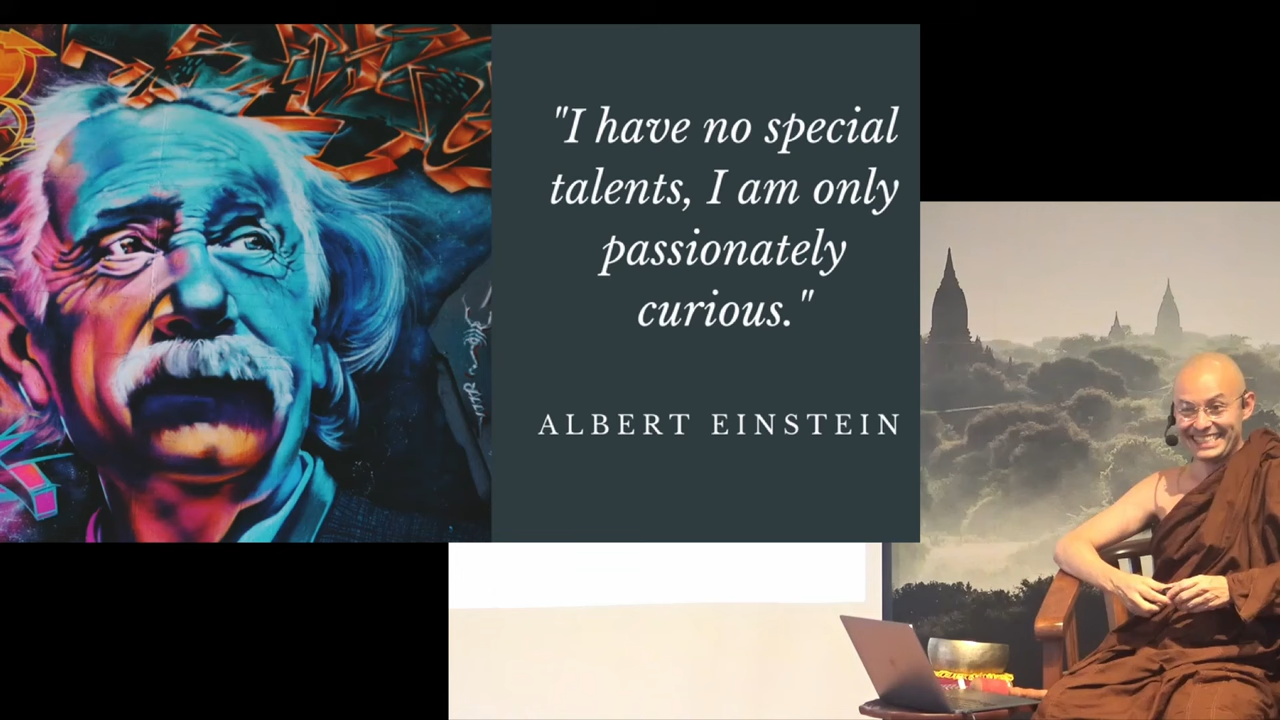 "I have no special
talents, I am only
passionately
curious."
ALBERT EINSTEIN